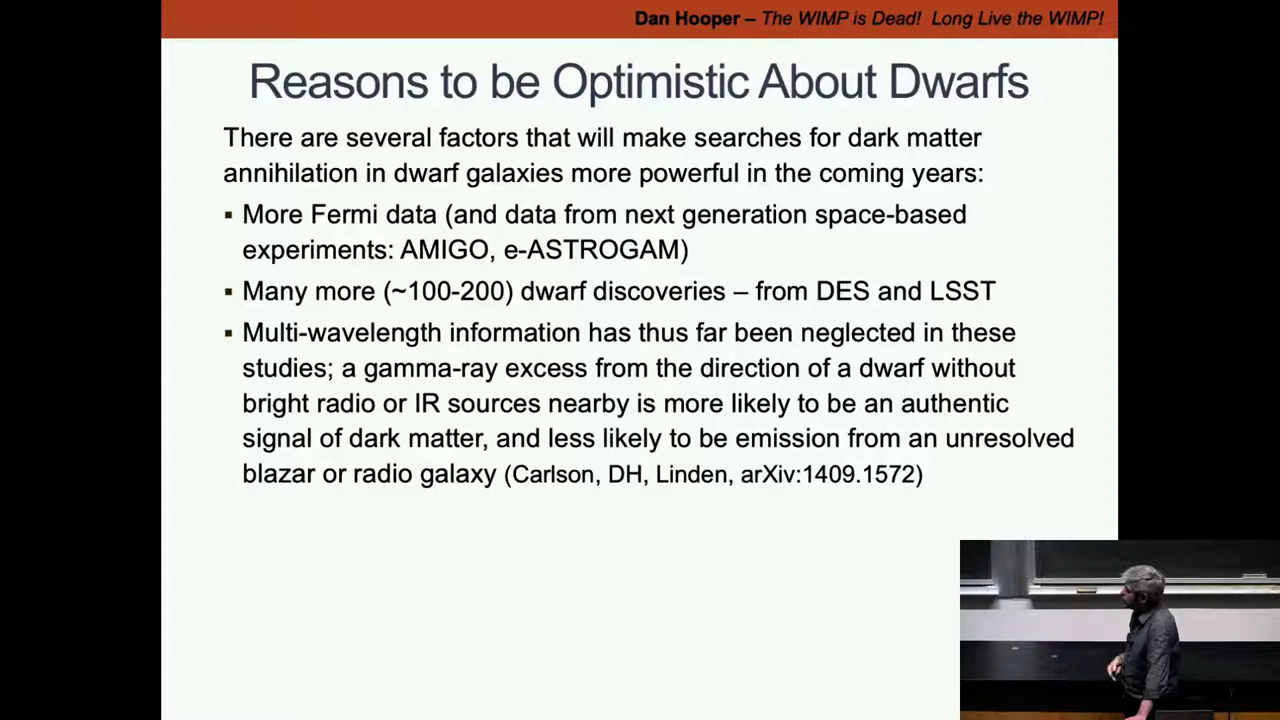 Dan Hooper – The WIMP is Dead! Long Live the WIMP!
Reasons to be Optimistic About Dwarfs
There are several factors that will make searches for dark matter
annihilation in dwarf galaxies more powerful in the coming years:
▪ More Fermi data (and data from next generation space-based
experiments: AMIGO, e-ASTROGAM)
▪ Many more (~100-200) dwarf discoveries – from DES and LSST
▪ Multi-wavelength information has thus far been neglected in these
studies; a gamma-ray excess from the direction of a dwarf without
bright radio or IR sources nearby is more likely to be an authentic
signal of dark matter, and less likely to be emission from an unresolved
blazar or radio galaxy (Carlson, DH, Linden, arXiv:1409.1572)